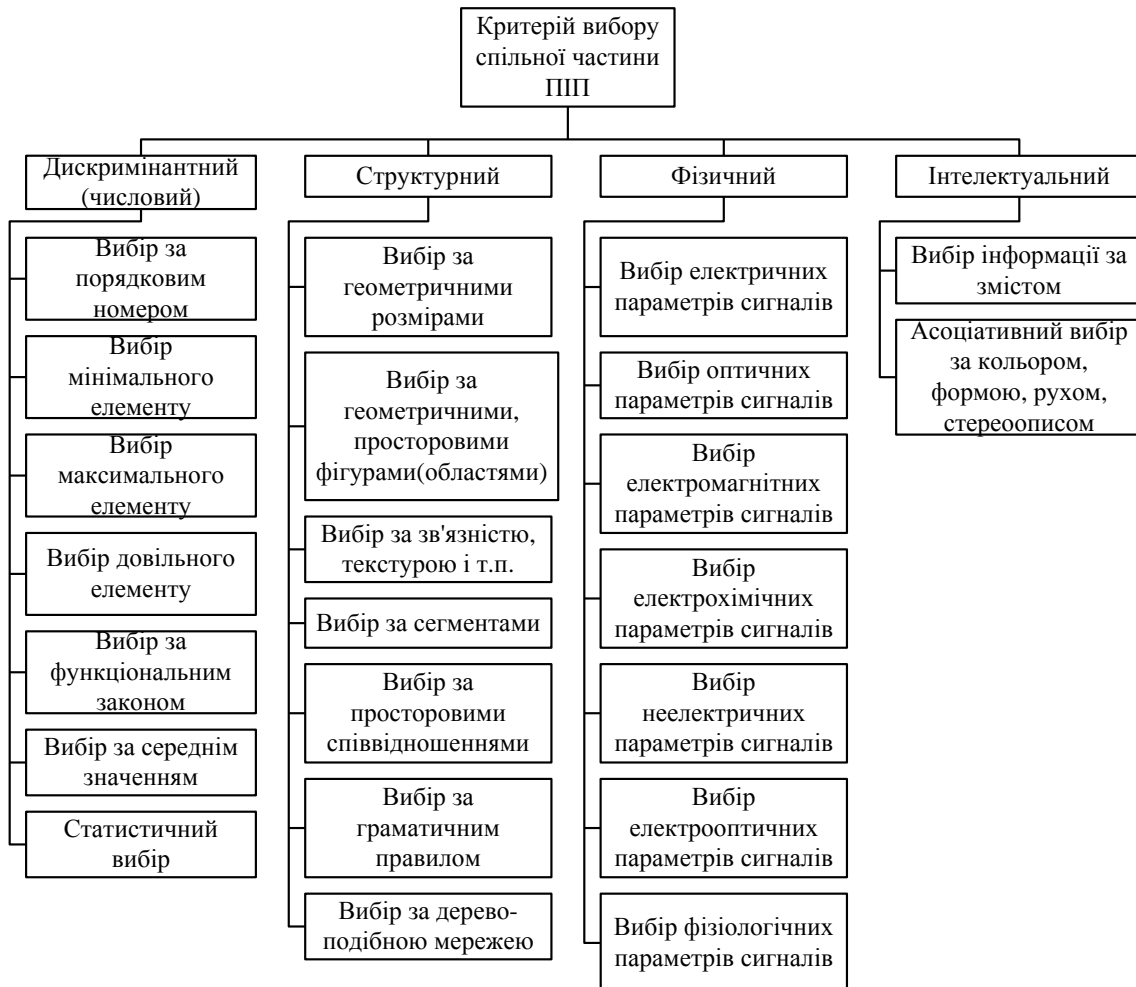 Критерій вибору
спільної частини
ПІП
Дискримінантний
(числовий)
Вибір за
порядковим
номером
Вибір
мінімального
елементу
Вибір
максимального
елементу
Вибір довільного
елементу
Вибір за
функціональним
законом
Вибір за середнім
значенням
Статистичний
вибір
Структурний
Вибір за
геометричними
розмірами
Вибір за
геометричними,
просторовими
фігурами(областями)
Вибір за зв'язністю,
текстурою і т.п.
Вибір за сегментами
Вибір за
просторовими
співвідношеннями
Вибір за
граматичним
правилом
Вибір за дерево-
подібною мережею
Фізичний
Вибір електричних
параметрів сигналів
Вибір оптичних
параметрів сигналів
Вибір
електромагнітних
параметрів сигналів
Вибір
електрохімічних
параметрів сигналів
Вибір
неелектричних
параметрів сигналів
Вибір
електрооптичних
параметрів сигналів
Вибір фізіологічних
параметрів сигналів
Інтелектуальний
Вибір інформації за
змістом
Асоціативний вибір
за кольором,
формою, рухом,
стереоописом